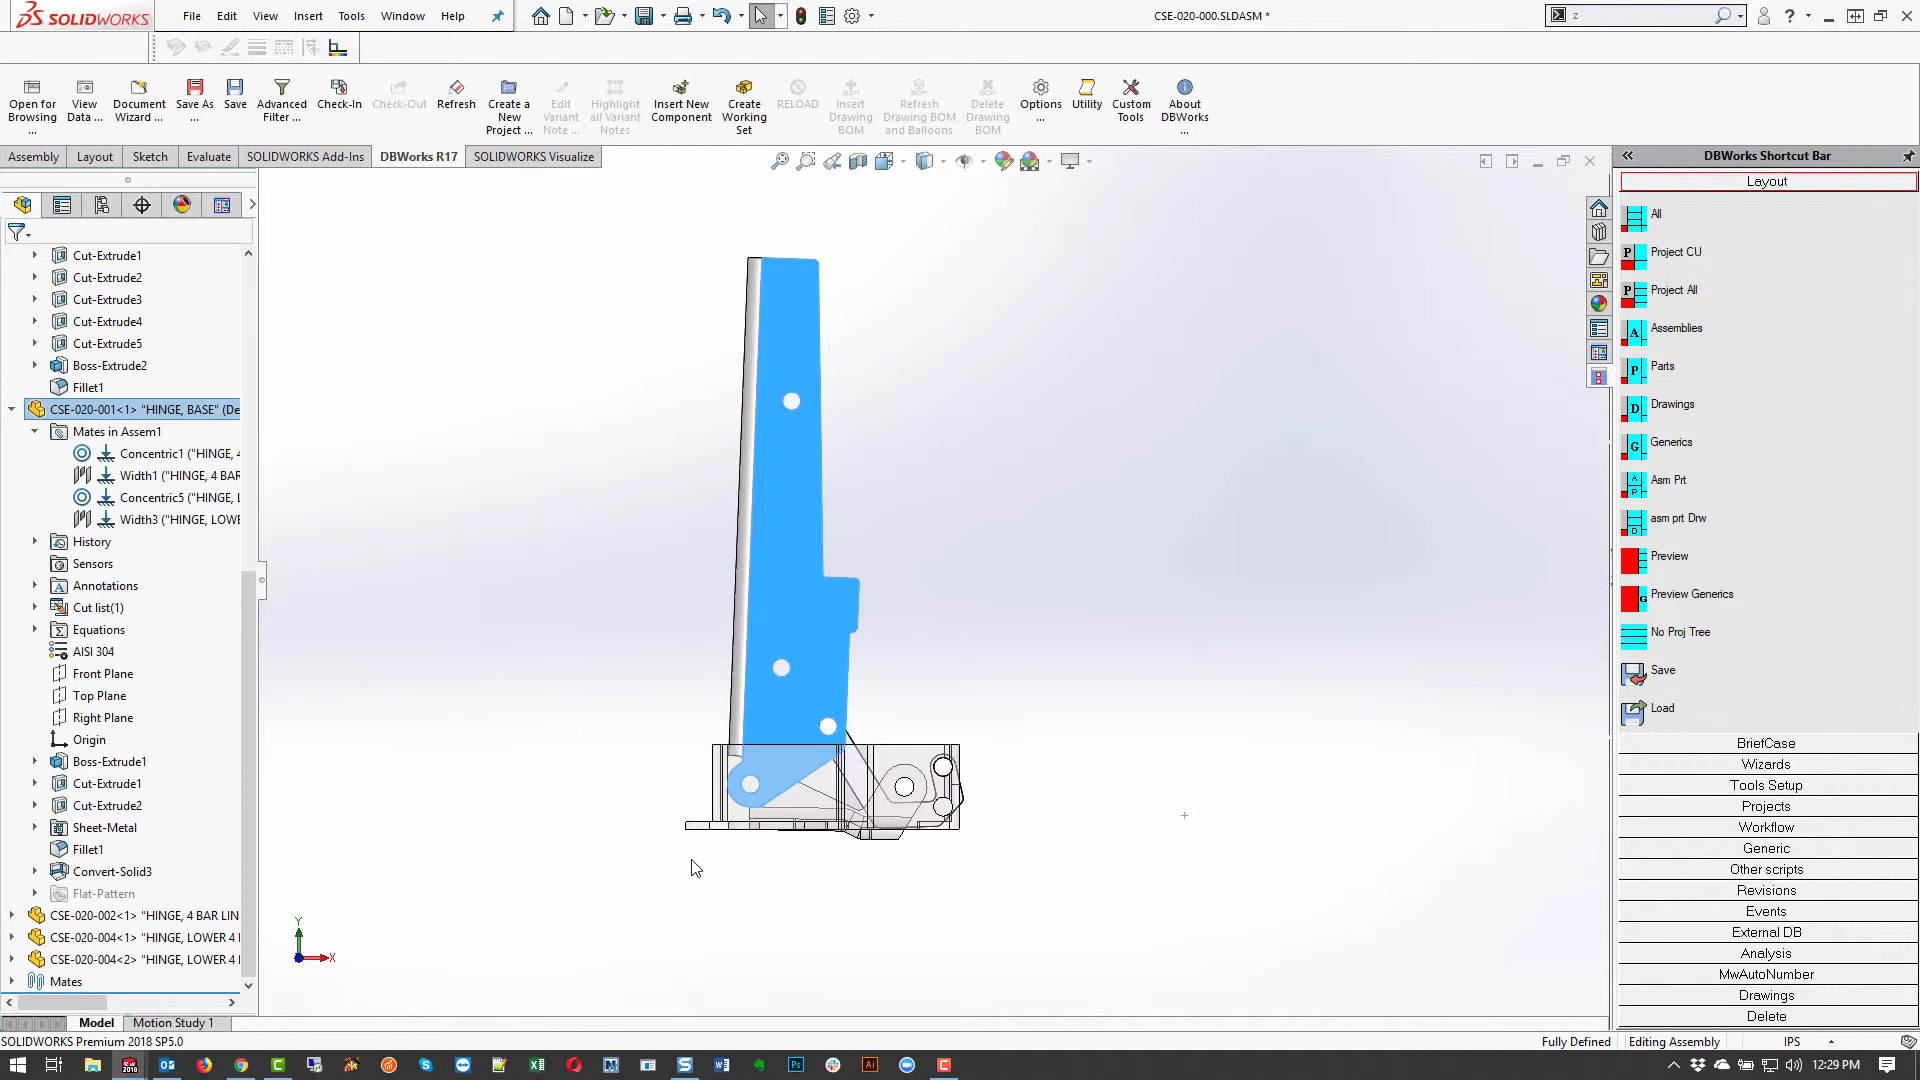 SOLIDWORKS File Edit View Insert Tools Window Help CSE-020-000.SLDASM * z ?
Open for Browsing ... View Data ... Document Wizard ... Save As ... Save Advanced Filter ... Check-In Check-Out Refresh Create a New Project ... Edit Variant Note ... Highlight all Variant Notes Insert New Component Create Working Set RELOAD Insert Drawing BOM Refresh Drawing BOM and Balloons Delete Drawing BOM Options ... Utility Custom Tools About DBWorks ...
Assembly Layout Sketch Evaluate SOLIDWORKS Add-Ins DBWorks R17 SOLIDWORKS Visualize
DBWorks Shortcut Bar
Layout
Cut-Extrude1
Cut-Extrude2
Cut-Extrude3
Cut-Extrude4
Cut-Extrude5
Boss-Extrude2
Fillet1
CSE-020-001<1> "HINGE, BASE" (De
Mates in Assem1
Concentric1 ("HINGE, 4
Width1 ("HINGE, 4 BAR
Concentric5 ("HINGE, L
Width3 ("HINGE, LOWE
History
Sensors
Annotations
Cut list(1)
Equations
AISI 304
Front Plane
Top Plane
Right Plane
Origin
Boss-Extrude1
Cut-Extrude1
Cut-Extrude2
Sheet-Metal
Fillet1
Convert-Solid3
Flat-Pattern
CSE-020-002<1> "HINGE, 4 BAR LIN
CSE-020-004<1> "HINGE, LOWER 4
CSE-020-004<2> "HINGE, LOWER 4
Mates
Y
X
All
Project CU
Project All
Assemblies
Parts
Drawings
Generics
Asm Prt
asm prt Drw
Preview
Preview Generics
No Proj Tree
Save
Load
BriefCase
Wizards
Tools Setup
Projects
Workflow
Generic
Other scripts
Revisions
Events
External DB
Analysis
MwAutoNumber
Drawings
Delete
Model Motion Study 1
SOLIDWORKS Premium 2018 SP5.0 Fully Defined Editing Assembly IPS
12:29 PM